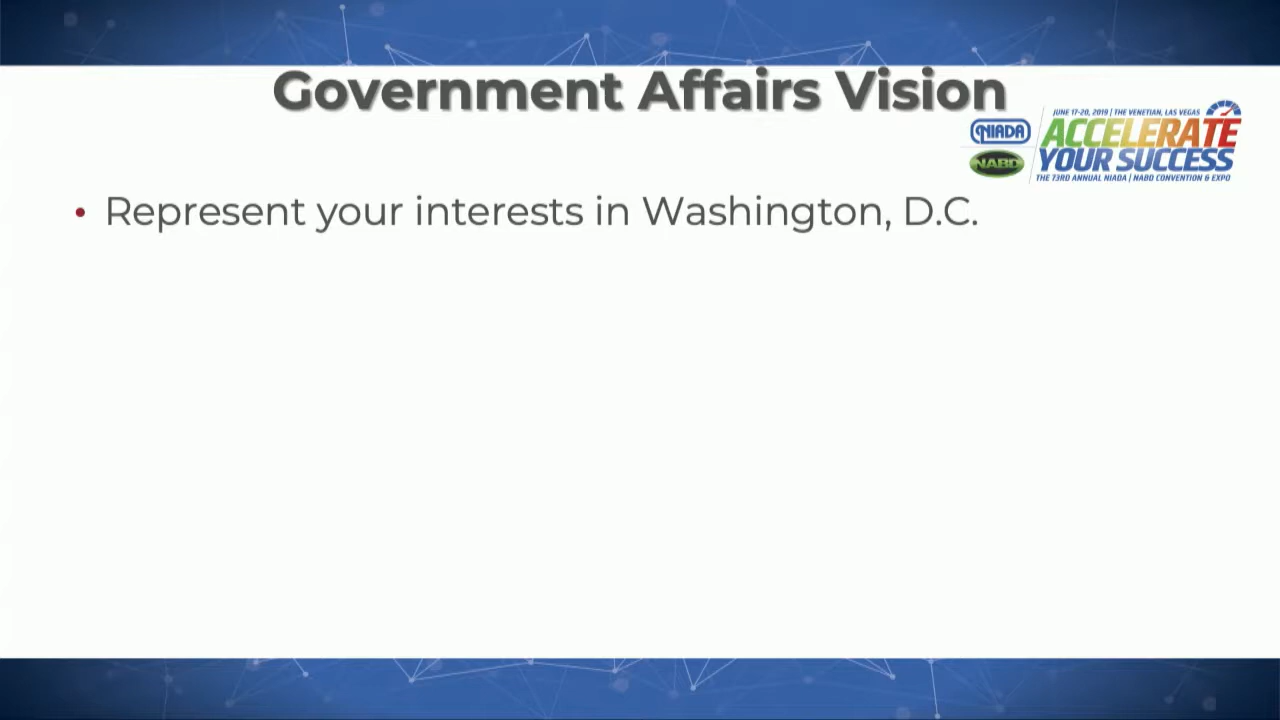 Government Affairs Vision
JUNE 17-20, 2019 | THE VENETIAN, LAS VEGAS
NIADA
NABD
ACCELERATE
YOUR SUCCESS
THE 73RD ANNUAL NIADA | NABD CONVENTION & EXPO
• Represent your interests in Washington, D.C.